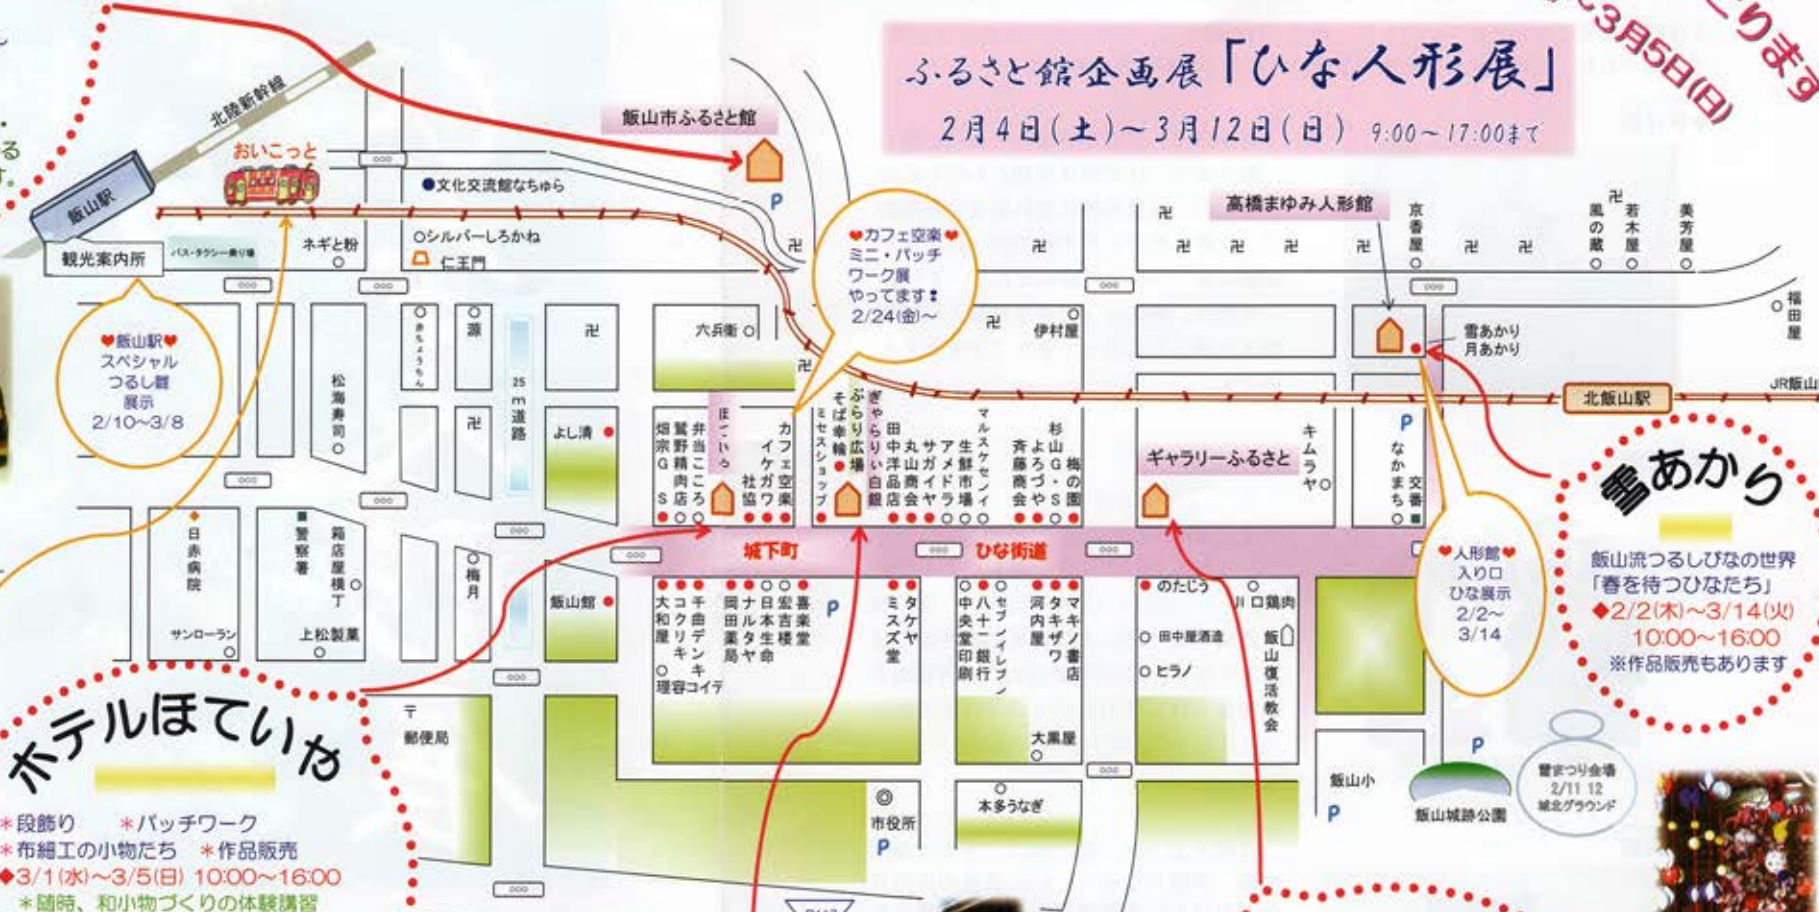 ふるさと館企画展「ひな人形展」
2月4日(土)～3月12日(日) 9:00～17:00まで
～3月5日(日)
ります
北陸新幹線
飯山駅
おいこっと
観光案内所
バス・タクシー乗り場
ネギと粉
●文化交流館なちゅら
シルバーしろかね
仁王門
飯山市ふるさと館
P
♥カフェ空楽♥
ミニ・パッチ
ワーク展
やってます!!
2/24(金)～
高橋まゆみ人形館
京香屋
風の蔵
若木屋
美芳屋
福田屋
♥飯山駅♥
スペシャル
つるし雛
展示
2/10～3/8
松海寿司
赤ちょうちん
源
25m道路
よし清
六兵衛
伊村屋
雪あかり
月あかり
北飯山駅
JR飯山
畑宗G
S
鷲野精肉店
弁当こころ
ほていや
社協
イケガワ
カフェ空楽
ミセスショップ
そば幸輪
ぶらり広場
ぎゃらりぃ白銀
田中洋品店
丸山商会
サガイヤ
アメドラ
生鮮市場
マルスケセンイ
斉藤商会
よろづや
杉山G・S
梅の園
ギャラリーふるさと
キムラヤ
P
なかまち
交番
城下町
ひな街道
日赤病院
警察署
箱店屋横丁
サンローラン
上松製菓
梅月
飯山館
大和屋
コクリキ
千曲デンキ
理容コイデ
岡田薬局
ナルタヤ
日本生命
宏吉楼
喜楽堂
P
ミスズ堂
タケヤ
中央堂印刷
八十二銀行
セブンイレブン
河内屋
タキザワ
マキノ書店
大黒屋
のたじう
田中屋酒造
ヒラノ
川口鶏肉
飯山復活教会
♥人形館♥
入り口
ひな展示
2/2～
3/14
雪あかり
飯山流つるしびなの世界
「春を待つひなたち」
◆2/2(木)～3/14(火)
10:00～16:00
※作品販売もあります
〒
郵便局
市役所
P
本多うなぎ
飯山小
P
P
飯山城跡公園
雪まつり会場
2/11 12
城北グラウンド
ホテルほていや
＊段飾り ＊パッチワーク
＊布細工の小物たち ＊作品販売
◆3/1(水)～3/5(日) 10:00～16:00
＊随時、和小物づくりの体験講習